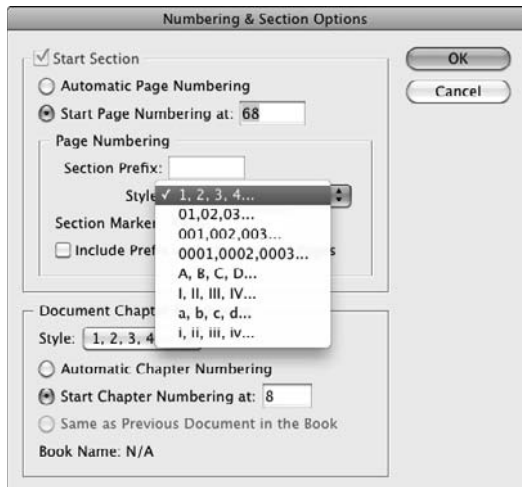 Numbering & Section Options
Start Section
OK
Automatic Page Numbering
Cancel
Start Page Numbering at: 68
Page Numbering
Section Prefix:
Style
1, 2, 3, 4...
01,02,03...
Section Marker
001,002,003...
Include Pref
0001,0002,0003...
s
A, B, C, D...
I, II, III, IV...
Document Chapt
a, b, c, d...
Style: 1, 2, 3, 4
i, ii, iii, iv...
Automatic Chapter Numbering
Start Chapter Numbering at: 8
Same as Previous Document in the Book
Book Name: N/A